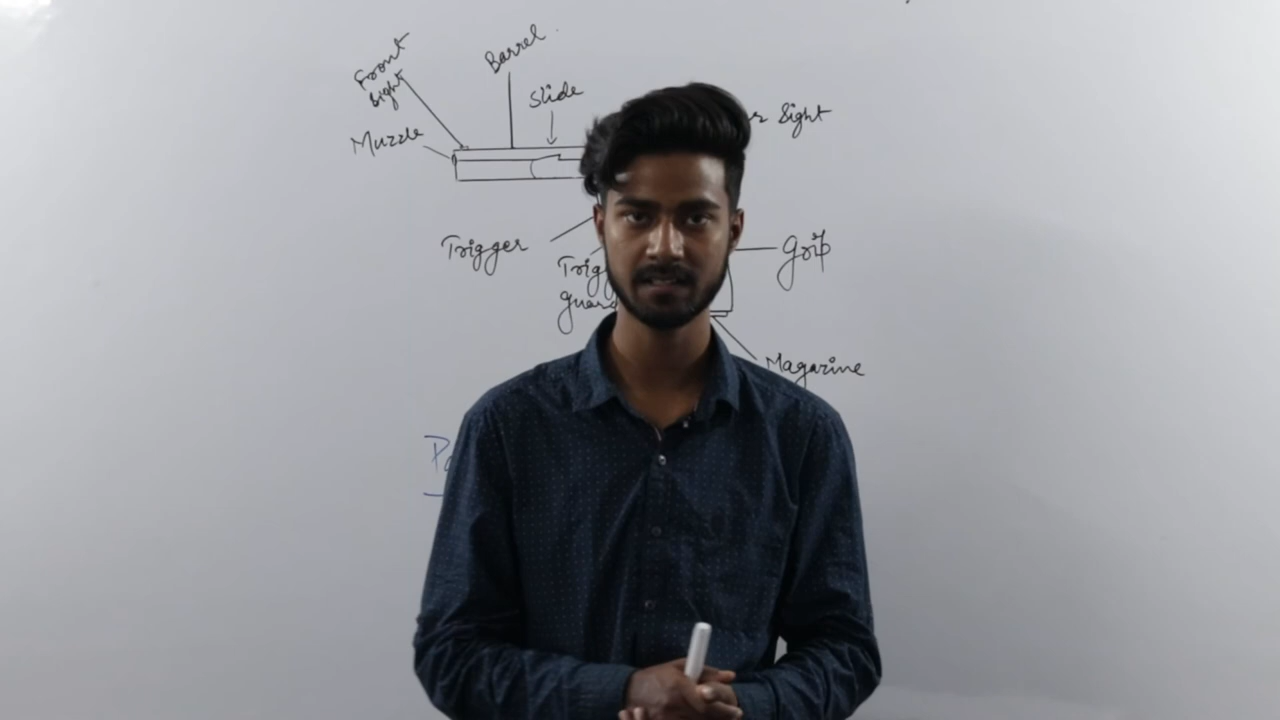 Front
Sight
Barrel
Slide
Muzzle
Sight
Trigger
Grip
Magazine